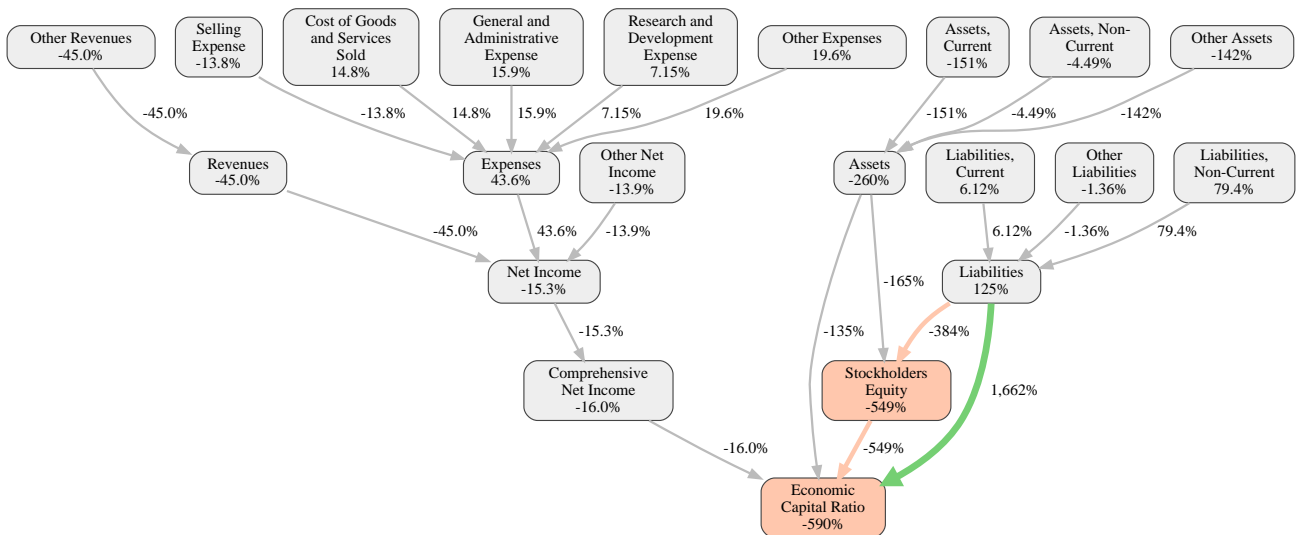 Other Revenues
-45.0%
Selling
Expense
-13.8%
Cost of Goods
and Services
Sold
14.8%
General and
Administrative
Expense
15.9%
Research and
Development
Expense
7.15%
Other Expenses
19.6%
Assets,
Current
-151%
Assets, Non-
Current
-4.49%
Other Assets
-142%
-45.0%
-13.8%
14.8%
15.9%
7.15%
19.6%
-151%
-4.49%
-142%
Revenues
-45.0%
Expenses
43.6%
Other Net
Income
-13.9%
Assets
-260%
Liabilities,
Current
6.12%
Other
Liabilities
-1.36%
Liabilities,
Non-Current
79.4%
-45.0%
43.6%
-13.9%
6.12%
-1.36%
79.4%
Net Income
-15.3%
-165%
Liabilities
125%
-15.3%
-135%
-384%
Comprehensive
Net Income
-16.0%
Stockholders
Equity
-549%
1,662%
-16.0%
-549%
Economic
Capital Ratio
-590%